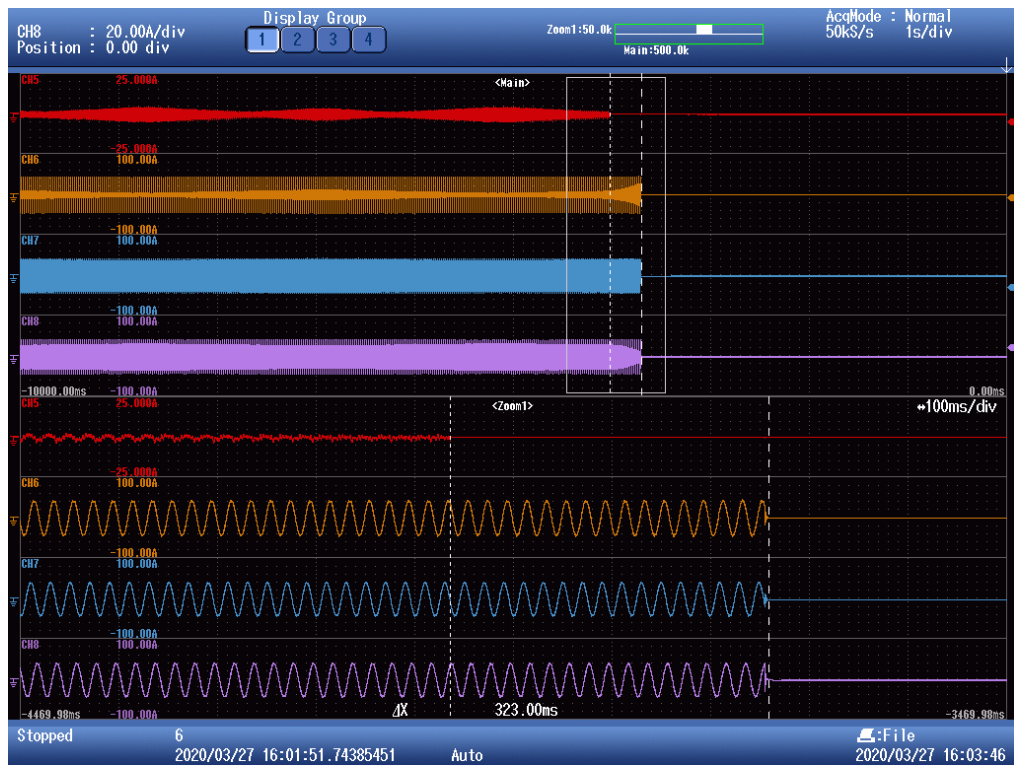 Display Group
CH8 : 20.00A/div
Position : 0.00 div
1 2 3 4
Zoom1:50.0k
Main:500.0k
AcqMode : Normal
50kS/s 1s/div
CH5 25.000A
<Main>
-25.000A
CH6 100.00A
-100.00A
CH7 100.00A
-100.00A
CH8 100.00A
-10000.00ms -100.00A 0.00ms
CH5 25.000A
<Zoom1>
↔100ms/div
-25.000A
CH6 100.00A
-100.00A
CH7 100.00A
-100.00A
CH8 100.00A
ΔX 323.00ms
-4469.98ms -100.00A -3469.98ms
Stopped 6
:File
2020/03/27 16:01:51.74385451 Auto 2020/03/27 16:03:46